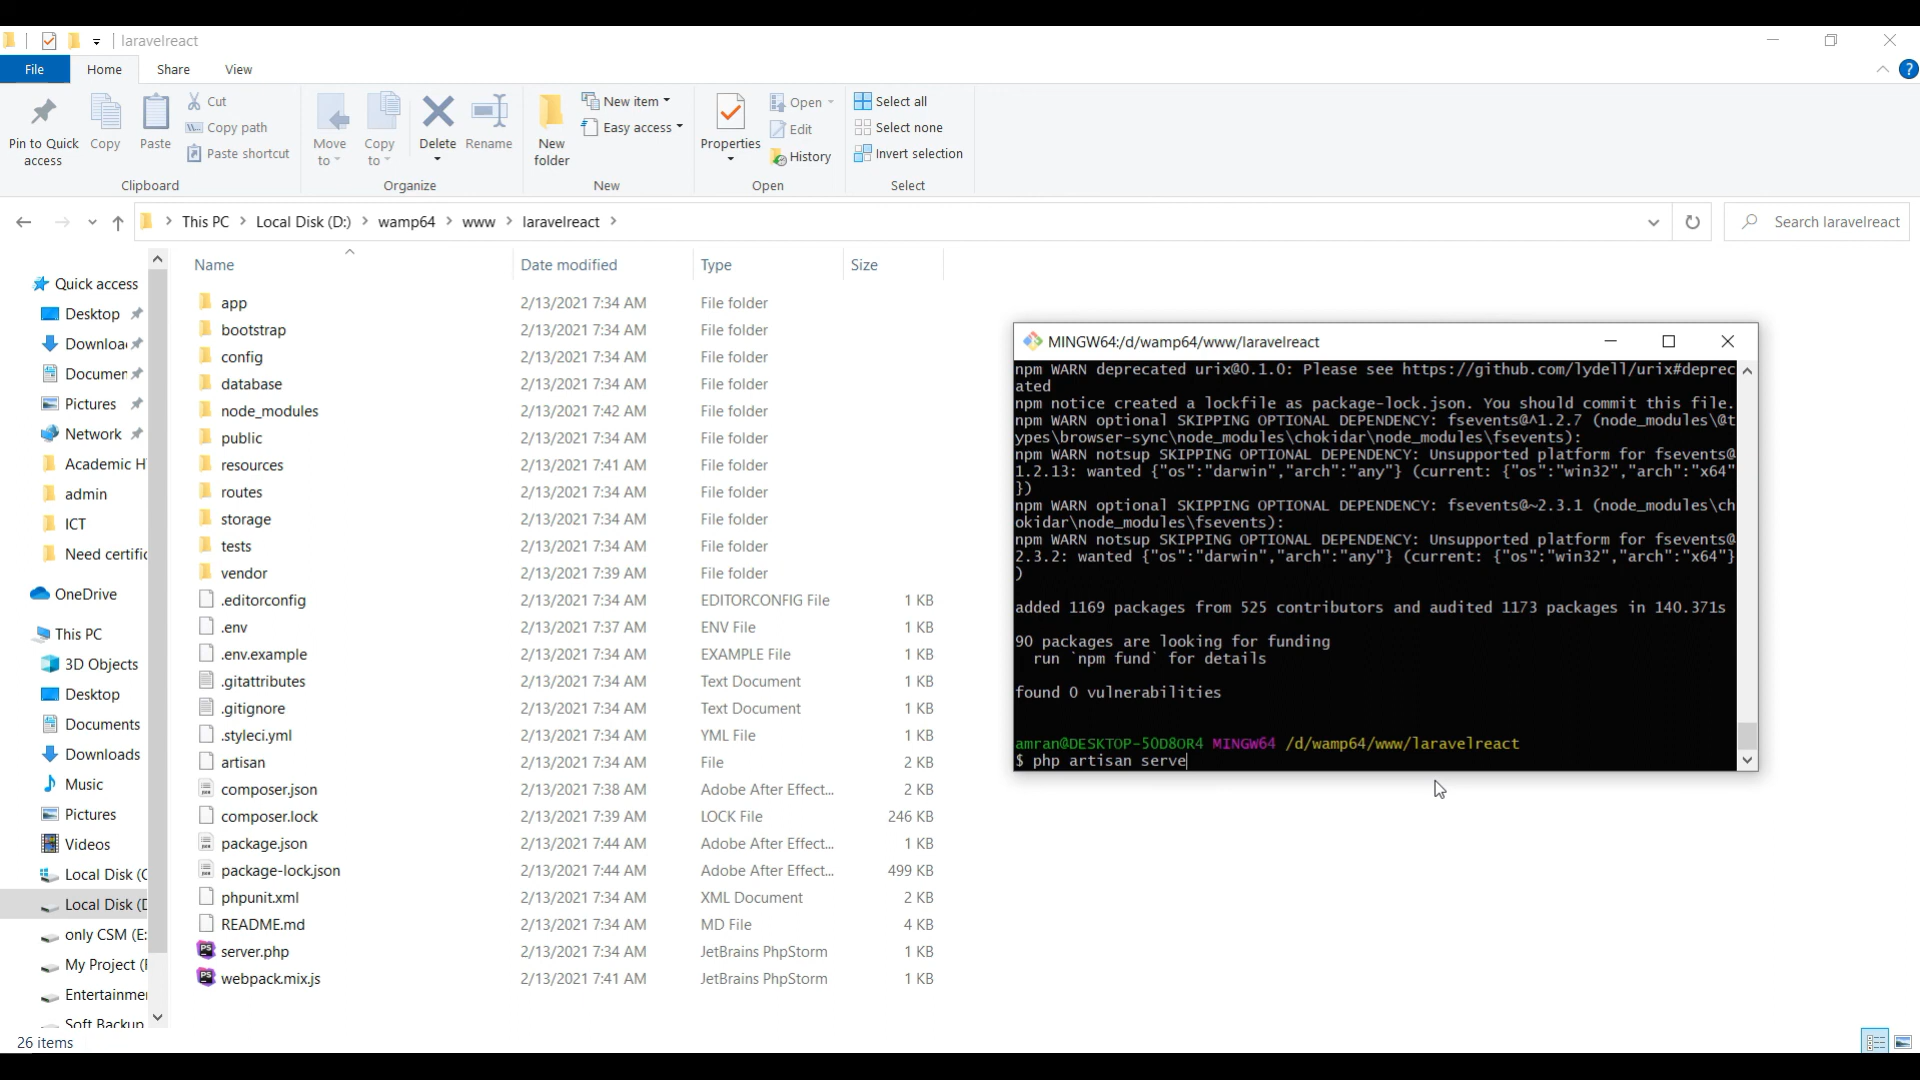 laravelreact
File Home Share View
Pin to Quick access
Copy
Paste
Cut
Copy path
Paste shortcut
Clipboard
Move to
Copy to
Delete
Rename
Organize
New folder
New item
Easy access
New
Properties
Open
Edit
History
Open
Select all
Select none
Invert selection
Select
This PC > Local Disk (D:) > wamp64 > www > laravelreact >
Search laravelreact
Quick access
Desktop
Downloa
Documer
Pictures
Network
Academic H
admin
ICT
Need certific
OneDrive
This PC
3D Objects
Desktop
Documents
Downloads
Music
Pictures
Videos
Local Disk (C
Local Disk (D
only CSM (E:
My Project (F
Entertainme
Soft Backup
Name Date modified Type Size
app 2/13/2021 7:34 AM File folder
bootstrap 2/13/2021 7:34 AM File folder
config 2/13/2021 7:34 AM File folder
database 2/13/2021 7:34 AM File folder
node_modules 2/13/2021 7:42 AM File folder
public 2/13/2021 7:34 AM File folder
resources 2/13/2021 7:41 AM File folder
routes 2/13/2021 7:34 AM File folder
storage 2/13/2021 7:34 AM File folder
tests 2/13/2021 7:34 AM File folder
vendor 2/13/2021 7:39 AM File folder
.editorconfig 2/13/2021 7:34 AM EDITORCONFIG File 1 KB
.env 2/13/2021 7:37 AM ENV File 1 KB
.env.example 2/13/2021 7:34 AM EXAMPLE File 1 KB
.gitattributes 2/13/2021 7:34 AM Text Document 1 KB
.gitignore 2/13/2021 7:34 AM Text Document 1 KB
.styleci.yml 2/13/2021 7:34 AM YML File 1 KB
artisan 2/13/2021 7:34 AM File 2 KB
composer.json 2/13/2021 7:38 AM Adobe After Effect... 2 KB
composer.lock 2/13/2021 7:39 AM LOCK File 246 KB
package.json 2/13/2021 7:44 AM Adobe After Effect... 1 KB
package-lock.json 2/13/2021 7:44 AM Adobe After Effect... 499 KB
phpunit.xml 2/13/2021 7:34 AM XML Document 2 KB
README.md 2/13/2021 7:34 AM MD File 4 KB
server.php 2/13/2021 7:34 AM JetBrains PhpStorm 1 KB
webpack.mix.js 2/13/2021 7:41 AM JetBrains PhpStorm 1 KB
MINGW64:/d/wamp64/www/laravelreact
npm WARN deprecated urix@0.1.0: Please see https://github.com/lydell/urix#deprec
ated
npm notice created a lockfile as package-lock.json. You should commit this file.
npm WARN optional SKIPPING OPTIONAL DEPENDENCY: fsevents@^1.2.7 (node_modules\@t
ypes\browser-sync\node_modules\chokidar\node_modules\fsevents):
npm WARN notsup SKIPPING OPTIONAL DEPENDENCY: Unsupported platform for fsevents@
1.2.13: wanted {"os":"darwin","arch":"any"} (current: {"os":"win32","arch":"x64"
})
npm WARN optional SKIPPING OPTIONAL DEPENDENCY: fsevents@~2.3.1 (node_modules\ch
okidar\node_modules\fsevents):
npm WARN notsup SKIPPING OPTIONAL DEPENDENCY: Unsupported platform for fsevents@
2.3.2: wanted {"os":"darwin","arch":"any"} (current: {"os":"win32","arch":"x64"}
)
added 1169 packages from 525 contributors and audited 1173 packages in 140.371s
90 packages are looking for funding
run `npm fund` for details
found 0 vulnerabilities
amran@DESKTOP-50D8OR4 MINGW64 /d/wamp64/www/laravelreact
$ php artisan serve
26 items